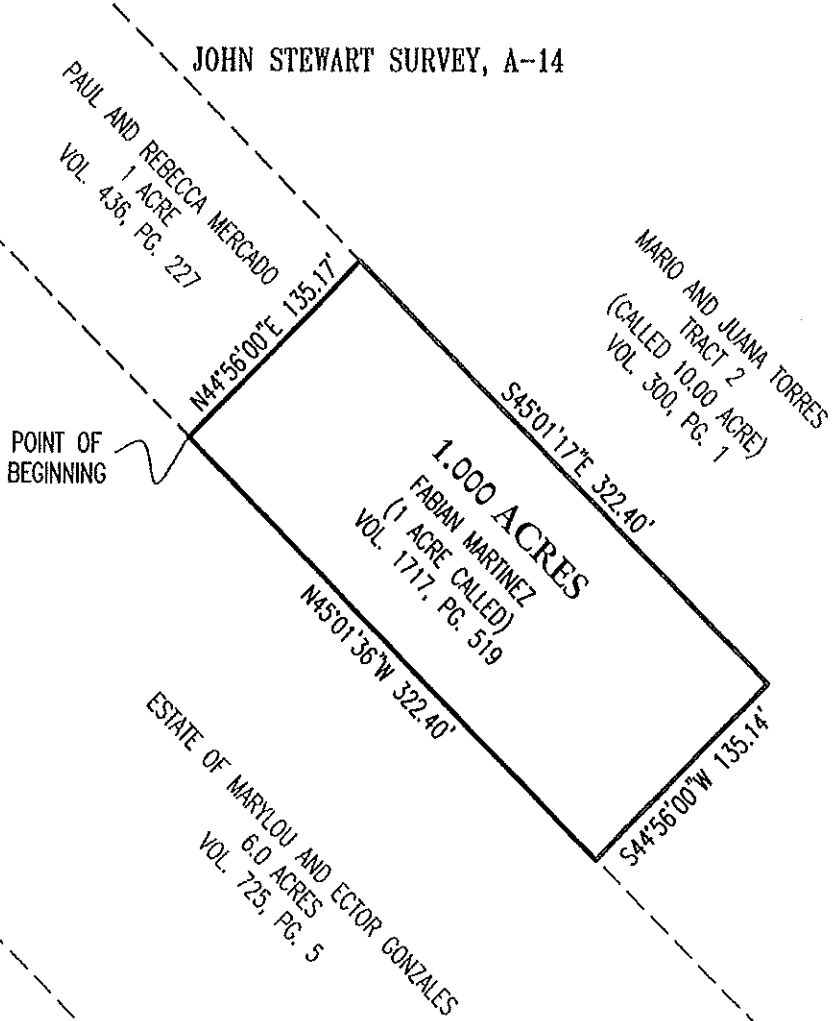 JOHN STEWART SURVEY, A-14
PAUL AND REBECCA MERCADO
1 ACRE
VOL. 436, PG. 227
MARIO AND JUANA TORRES
TRACT 2
(CALLED 10.00 ACRE)
VOL. 300, PG. 1
N44°56'00"E 135.17'
POINT OF
BEGINNING
S45°01'17"E 322.40'
1.000 ACRES
FABIAN MARTINEZ
(1 ACRE CALLED)
VOL. 1717, PG. 519
N45°01'36"W 322.40'
S44°56'00"W 135.14'
ESTATE OF MARYLOU AND ECTOR GONZALES
6.0 ACRES
VOL. 725, PG. 5